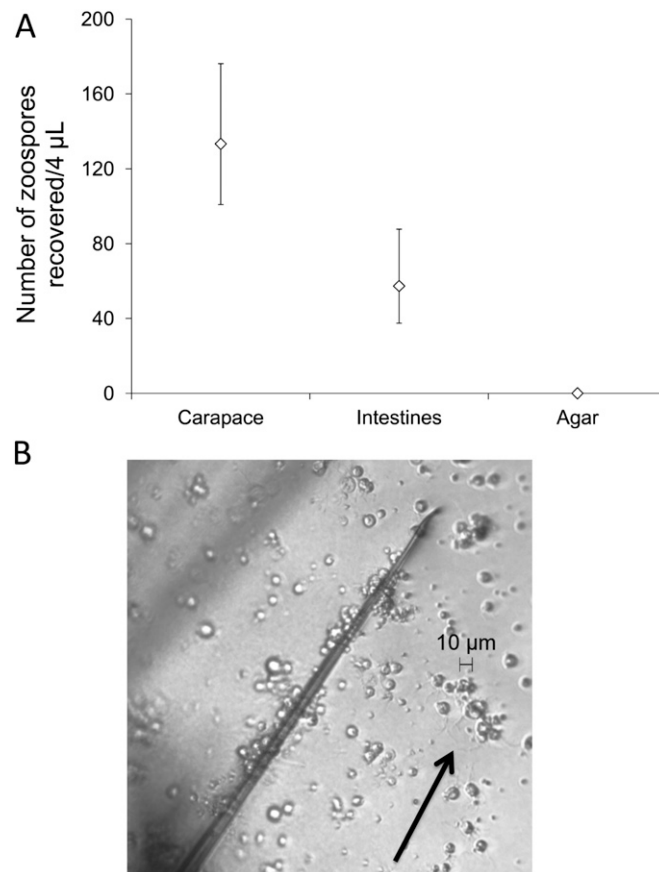 A
Number of zoospores
recovered/4 µL
200
160
120
80
40
0
Carapace Intestines Agar
B
10 µm